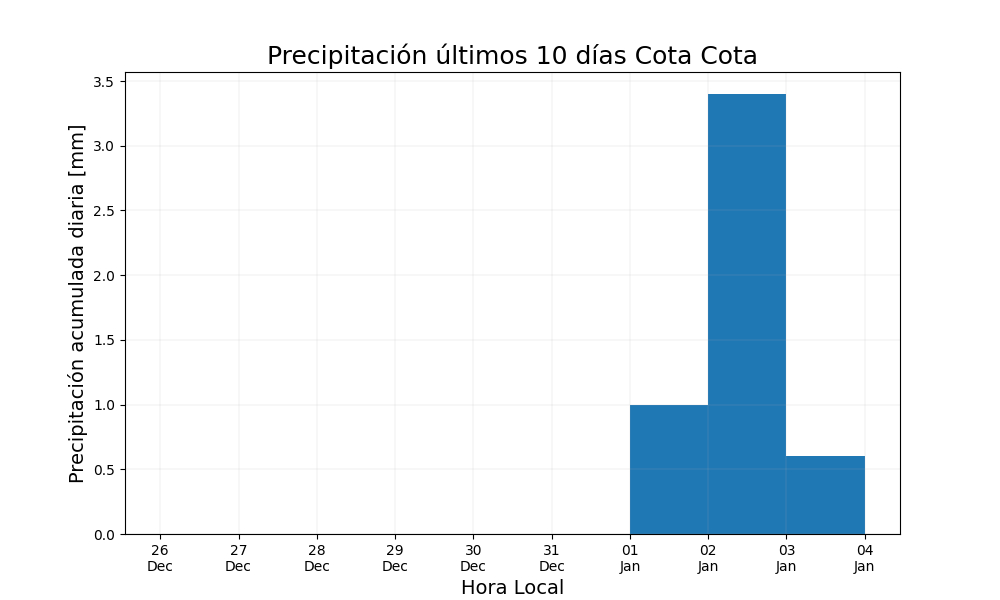 Precipitación últimos 10 días Cota Cota
Precipitación acumulada diaria [mm]
3.5
3.0
2.5
2.0
1.5
1.0
0.5
0.0
26 27 28 29 30 31 01 02 03 04
Dec Dec Dec Dec Dec Dec Jan Jan Jan Jan
Hora Local